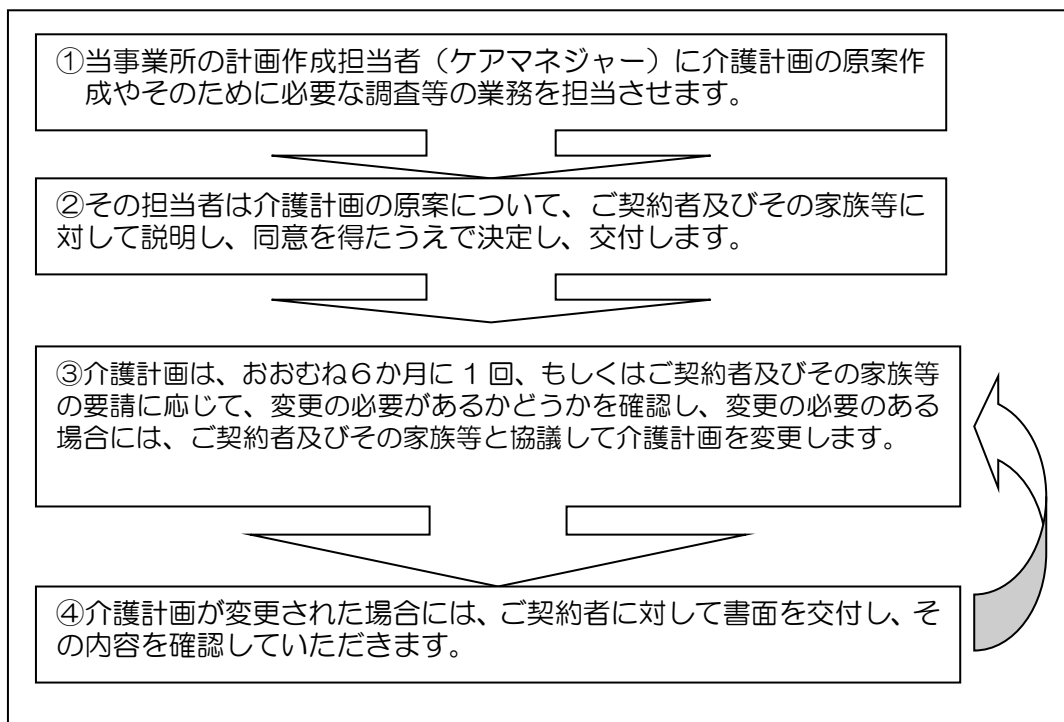 ①当事業所の計画作成担当者（ケアマネジャー）に介護計画の原案作
成やそのために必要な調査等の業務を担当させます。
②その担当者は介護計画の原案について、ご契約者及びその家族等に
対して説明し、同意を得たうえで決定し、交付します。
③介護計画は、おおむね６か月に 1 回、もしくはご契約者及びその家族等
の要請に応じて、変更の必要があるかどうかを確認し、変更の必要のある
場合には、ご契約者及びその家族等と協議して介護計画を変更します。
④介護計画が変更された場合には、ご契約者に対して書面を交付し、そ
の内容を確認していただきます。